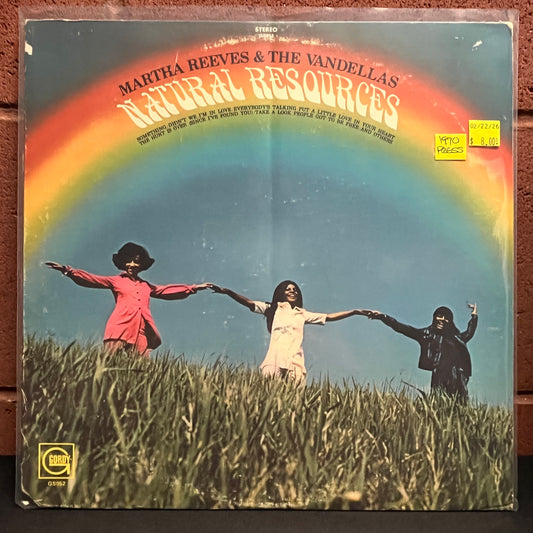 STEREO
MARTHA REEVES & THE VANDELLAS
NATURAL RESOURCES
SOMETHING/DIDN'T WE/I'M IN LOVE/EVERYBODY'S TALKING/PUT A LITTLE LOVE IN YOUR HEART
THE HUNT IS OVER (SINCE I'VE FOUND YOU)/TAKE A LOOK/PEOPLE GOT TO BE FREE/AND OTHERS
02/22/26
$ 8.00
1970
PRESS
GORDY
GS952